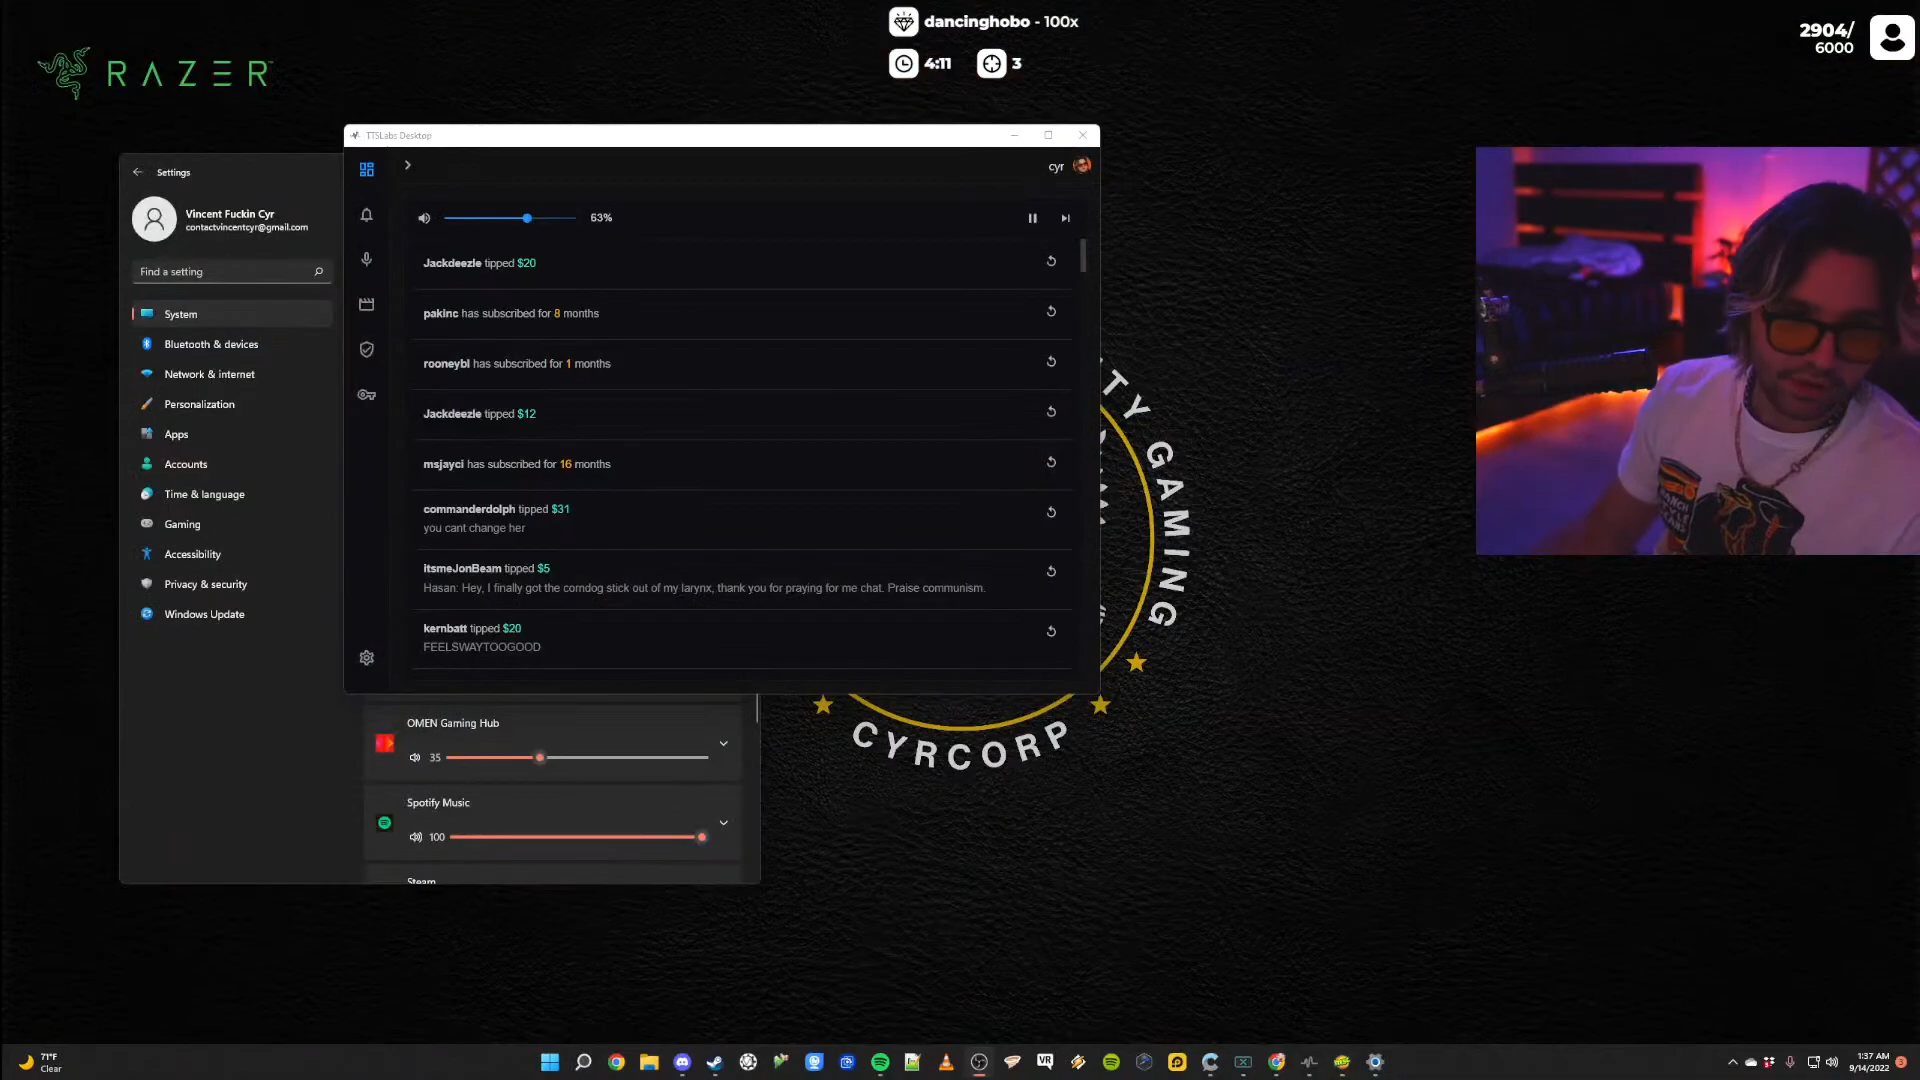 dancinghobo - 100x
4:11
3
2904/
6000
RAZER
TTSLabs Desktop
cyr
63%
Jackdeezle tipped $20
pakinc has subscribed for 8 months
rooneybl has subscribed for 1 months
Jackdeezle tipped $12
msjayci has subscribed for 16 months
commanderdolph tipped $31
you cant change her
itsmeJonBeam tipped $5
Hasan: Hey, I finally got the corndog stick out of my larynx, thank you for praying for me chat. Praise communism.
kernbatt tipped $20
FEELSWAYTOOGOOD
Settings
Vincent Fuckin Cyr
contactvincentcyr@gmail.com
Find a setting
System
Bluetooth & devices
Network & internet
Personalization
Apps
Accounts
Time & language
Gaming
Accessibility
Privacy & security
Windows Update
OMEN Gaming Hub
35
Spotify Music
100
Steam
TY GAMING
CYRCORP
71°F
Clear
VR
1:37 AM
9/14/2022
3